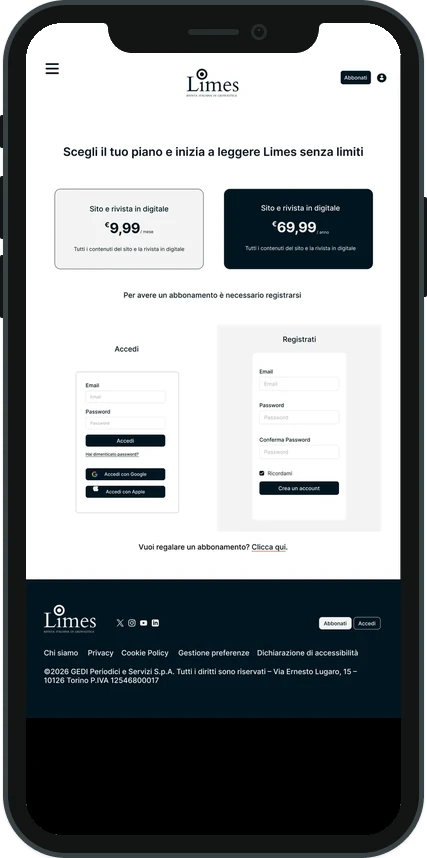 Limes
RIVISTA ITALIANA DI GEOPOLITICA
Abbonati
Scegli il tuo piano e inizia a leggere Limes senza limiti
Sito e rivista in digitale
€9,99 / mese
Tutti i contenuti del sito e la rivista in digitale
Sito e rivista in digitale
€69,99 / anno
Tutti i contenuti del sito e la rivista in digitale
Per avere un abbonamento è necessario registrarsi
Accedi
Email
Email
Password
Password
Accedi
Hai dimenticato password?
Accedi con Google
Accedi con Apple
Registrati
Email
Email
Password
Password
Conferma Password
Password
Ricordami
Crea un account
Vuoi regalare un abbonamento? Clicca qui.
Limes
RIVISTA ITALIANA DI GEOPOLITICA
Abbonati
Accedi
Chi siamo Privacy Cookie Policy Gestione preferenze Dichiarazione di accessibilità
©2026 GEDI Periodici e Servizi S.p.A. Tutti i diritti sono riservati – Via Ernesto Lugaro, 15 –
10126 Torino P.IVA 12546800017